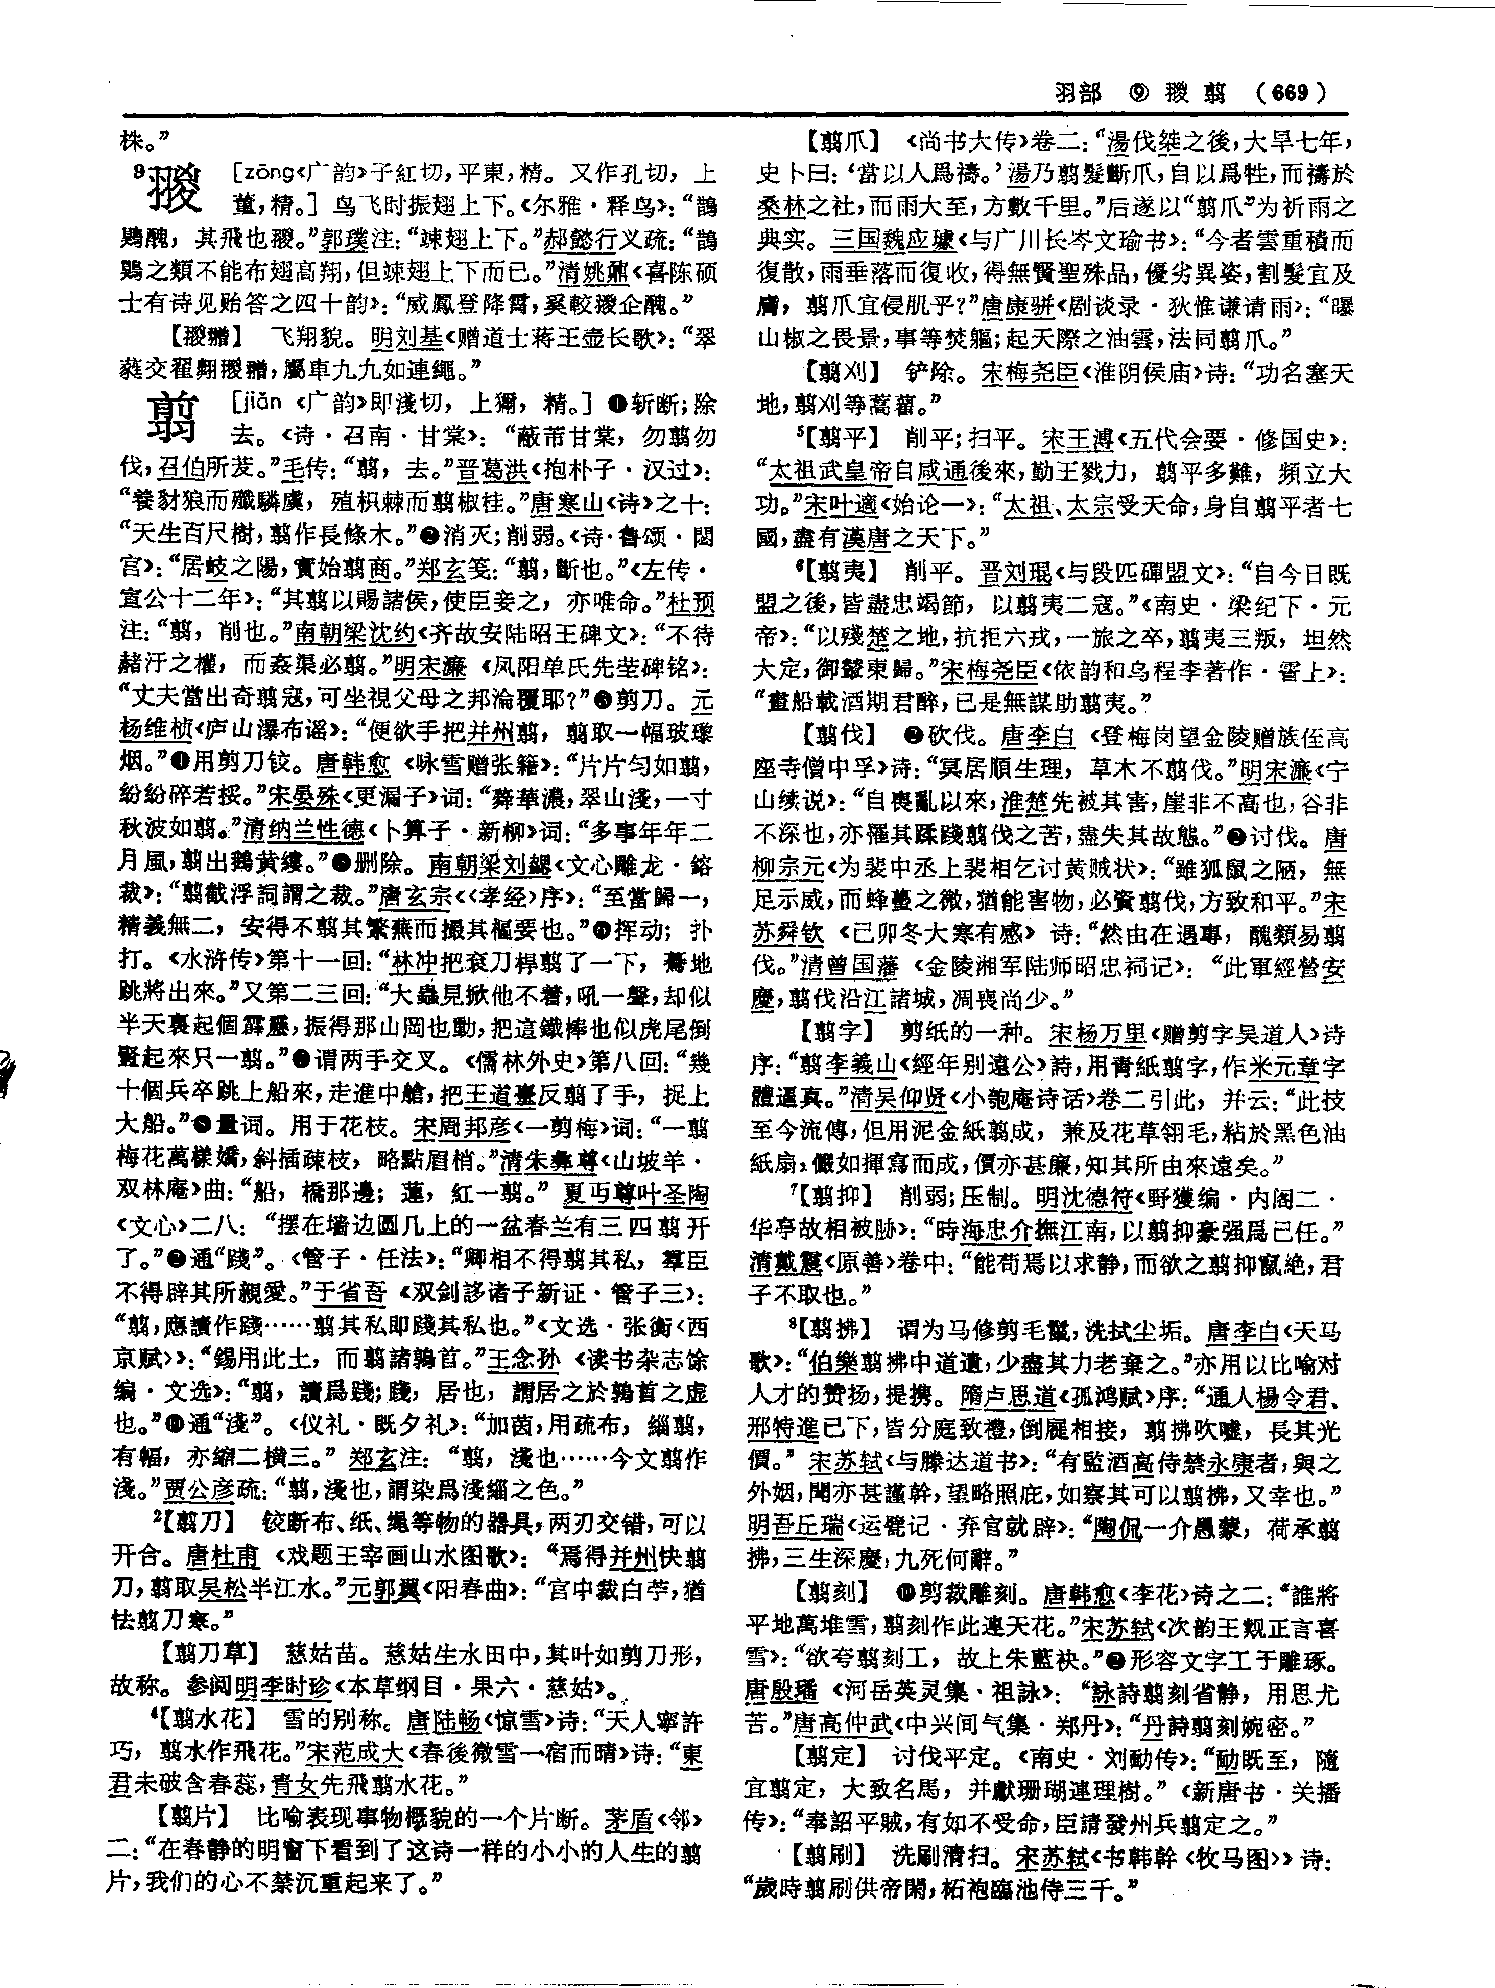 羽部 ⑨ 翪 翦 (669)
株。”
9翪 [zōng《广韵》子紅切，平東，精。又作孔切，上
董，精。] 鸟飞时振翅上下。《尔雅·释鸟》：“鵲
鵙醜，其飛也翪。”郭璞注：“竦翅上下。”郝懿行义疏：“鵲
鵙之類不能布翅高翔，但竦翅上下而已。”清姚鼐《喜陈硕
士有诗见贻答之四十韵》：“威鳳登降霄，奚較翪企醜。”
【翪𦒉】 飞翔貌。明刘基《赠道士蒋玉壶长歌》：“翠
蕤交翟翱翪𦒉，屬車九九如連繩。”
翦 [jiǎn《广韵》即淺切，上獮，精。] ❶斩断；除
去。《诗·召南·甘棠》：“蔽芾甘棠，勿翦勿
伐，召伯所茇。”毛传：“翦，去。”晋葛洪《抱朴子·汉过》：
“養豺狼而殲驎虞，殖枳棘而翦椒桂。”唐寒山《诗》之十：
“天生百尺樹，翦作長條木。”❷消灭；削弱。《诗·鲁颂·閟
宫》：“居岐之陽，實始翦商。”郑玄笺：“翦，斷也。”《左传·
宣公十二年》：“其翦以賜諸侯，使臣妾之，亦唯命。”杜预
注：“翦，削也。”南朝梁沈约《齐故安陆昭王碑文》：“不待
赭汙之權，而姦渠必翦。”明宋濂《凤阳单氏先茔碑铭》：
“丈夫當出奇翦寇，可坐視父母之邦淪覆耶？”❸剪刀。元
杨维桢《庐山瀑布谣》：“便欲手把并州翦，翦取一幅玻瓈
烟。”❹用剪刀铰。唐韩愈《咏雪赠张籍》：“片片匀如翦，
紛紛碎若挼。”宋晏殊《更漏子》词：“蕣華濃，翠山淺，一寸
秋波如翦。”清纳兰性德《卜算子·新柳》词：“多事年年二
月風，翦出鵝黄縷。”❺删除。南朝梁刘勰《文心雕龙·鎔
裁》：“翦截浮詞謂之裁。”唐玄宗《〈孝经〉序》：“至當歸一，
精義無二，安得不翦其繁蕪而撮其樞要也。”❻挥动；扑
打。《水浒传》第十一回：“林冲把衮刀桿翦了一下，驀地
跳將出來。”又第二三回：“大蟲見掀他不着，吼一聲，却似
半天裏起個霹靂，振得那山岡也動，把這鐵棒也似虎尾倒
豎起來只一翦。”❼谓两手交叉。《儒林外史》第八回：“幾
十個兵卒跳上船來，走進中艙，把王道臺反翦了手，捉上
大船。”❽量词。用于花枝。宋周邦彦《一剪梅》词：“一翦
梅花萬樣嬌，斜插疎枝，略點眉梢。”清朱彝尊《山坡羊·
双林庵》曲：“船，橋那邊；蓮，紅一翦。” 夏丏尊叶圣陶
《文心》二八：“摆在墙边圆几上的一盆春兰有三四翦开
了。”❾通“踐”。《管子·任法》：“卿相不得翦其私，羣臣
不得辟其所親愛。”于省吾《双剑誃诸子新证·管子三》：
“翦，應讀作踐……翦其私即踐其私也。”《文选·张衡〈西
京赋〉》：“錫用此土，而翦諸鶉首。”王念孙《读书杂志馀
编·文选》：“翦，讀爲踐；踐，居也，謂居之於鶉首之虚
也。”❿通“淺”。《仪礼·既夕礼》：“加茵，用疏布，緇翦，
有幅，亦縮二横三。” 郑玄注：“翦，淺也……今文翦作
淺。”贾公彦疏：“翦，淺也，謂染爲淺緇之色。”
2【翦刀】 铰断布、纸、绳等物的器具，两刃交错，可以
开合。唐杜甫《戏题王宰画山水图歌》：“焉得并州快翦
刀，翦取吴松半江水。”元郭翼《阳春曲》：“宫中裁白苧，猶
怯翦刀寒。”
【翦刀草】 慈姑苗。慈姑生水田中，其叶如剪刀形，
故称。参阅明李时珍《本草纲目·果六·慈姑》。
4【翦水花】 雪的别称。唐陆畅《惊雪》诗：“天人寧許
巧，翦水作飛花。”宋范成大《春後微雪一宿而晴》诗：“東
君未破含春蕊，青女先飛翦水花。”
【翦片】 比喻表现事物概貌的一个片断。茅盾《邻》
二：“在春静的明窗下看到了这诗一样的小小的人生的翦
片，我们的心不禁沉重起来了。”
【翦爪】 《尚书大传》卷二：“湯伐桀之後，大旱七年，
史卜曰：‘當以人爲禱。’湯乃翦髮斷爪，自以爲牲，而禱於
桑林之社，而雨大至，方數千里。”后遂以“翦爪”为祈雨之
典实。三国魏应璩《与广川长岑文瑜书》：“今者雲重積而
復散，雨垂落而復收，得無賢聖殊品，優劣異姿，割髮宜及
膚，翦爪宜侵肌乎？”唐康骈《剧谈录·狄惟谦请雨》：“曝
山椒之畏景，事等焚軀；起天際之油雲，法同翦爪。”
【翦刈】 铲除。宋梅尧臣《淮阴侯庙》诗：“功名塞天
地，翦刈等蒿蕾。”
5【翦平】 削平；扫平。宋王溥《五代会要·修国史》：
“太祖武皇帝自咸通後來，勤王戮力，翦平多難，頻立大
功。”宋叶適《始论一》：“太祖、太宗受天命，身自翦平者七
國，盡有漢唐之天下。”
6【翦夷】 削平。晋刘琨《与段匹磾盟文》：“自今日既
盟之後，皆盡忠竭節，以翦夷二寇。”《南史·梁纪下·元
帝》：“以殘楚之地，抗拒六戎，一旅之卒，翦夷三叛，坦然
大定，御輦東歸。”宋梅尧臣《依韵和乌程李著作·霅上》：
“畫船載酒期君醉，已是無謀助翦夷。”
【翦伐】 ❶砍伐。唐李白《登梅岗望金陵赠族侄高
座寺僧中孚》诗：“冥居順生理，草木不翦伐。”明宋濂《宁
山续说》：“自喪亂以來，淮楚先被其害，崖非不高也，谷非
不深也，亦罹其蹂踐翦伐之苦，盡失其故態。”❷讨伐。唐
柳宗元《为裴中丞上裴相乞讨黄贼状》：“雖狐鼠之陋，無
足示威，而蜂蠆之微，猶能害物，必資翦伐，方致和平。”宋
苏舜钦《己卯冬大寒有感》诗：“然由在遇專，醜類易翦
伐。”清曾国藩《金陵湘军陆师昭忠祠记》：“此軍經營安
慶，翦伐沿江諸城，凋喪尚少。”
【翦字】 剪纸的一种。宋杨万里《赠剪字吴道人》诗
序：“翦李義山《經年别遠公》詩，用青紙翦字，作米元章字
體逼真。”清吴仰贤《小匏庵诗话》卷二引此，并云：“此技
至今流傳，但用泥金紙翦成，兼及花草翎毛，粘於黑色油
紙扇，儼如揮寫而成，價亦甚廉，知其所由來遠矣。”
7【翦抑】 削弱；压制。明沈德符《野獲编·内阁二·
华亭故相被胁》：“時海忠介撫江南，以翦抑豪强爲己任。”
清戴震《原善》卷中：“能苟焉以求静，而欲之翦抑竄絶，君
子不取也。”
8【翦拂】 谓为马修剪毛鬣，洗拭尘垢。唐李白《天马
歌》：“伯樂翦拂中道遺，少盡其力老棄之。”亦用以比喻对
人才的赞扬，提携。隋卢思道《孤鸿赋》序：“通人楊令君、
邢特進已下，皆分庭致禮，倒屣相接，翦拂吹噓，長其光
價。” 宋苏轼《与滕达道书》：“有監酒高侍禁永康者，與之
外姻，聞亦甚謹幹，望略照庇，如察其可以翦拂，又幸也。”
明吾丘瑞《运甓记·弃官就辟》：“陶侃一介愚蒙，荷承翦
拂，三生深慶，九死何辭。”
【翦刻】 ❶剪裁雕刻。唐韩愈《李花》诗之二：“誰將
平地萬堆雪，翦刻作此連天花。”宋苏轼《次韵王觌正言喜
雪》：“欲夸翦刻工，故上朱藍袂。”❷形容文字工于雕琢。
唐殷璠《河岳英灵集·祖詠》：“詠詩翦刻省静，用思尤
苦。”唐高仲武《中兴间气集·郑丹》：“丹詩翦刻婉密。”
【翦定】 讨伐平定。《南史·刘勔传》：“勔既至，隨
宜翦定，大致名馬，并獻珊瑚連理樹。”《新唐书·关播
传》：“奉詔平賊，有如不受命，臣請發州兵翦定之。”
【翦刷】 洗刷清扫。宋苏轼《书韩幹〈牧马图〉》诗：
“歲時翦刷供帝閑，柘袍臨池侍三千。”